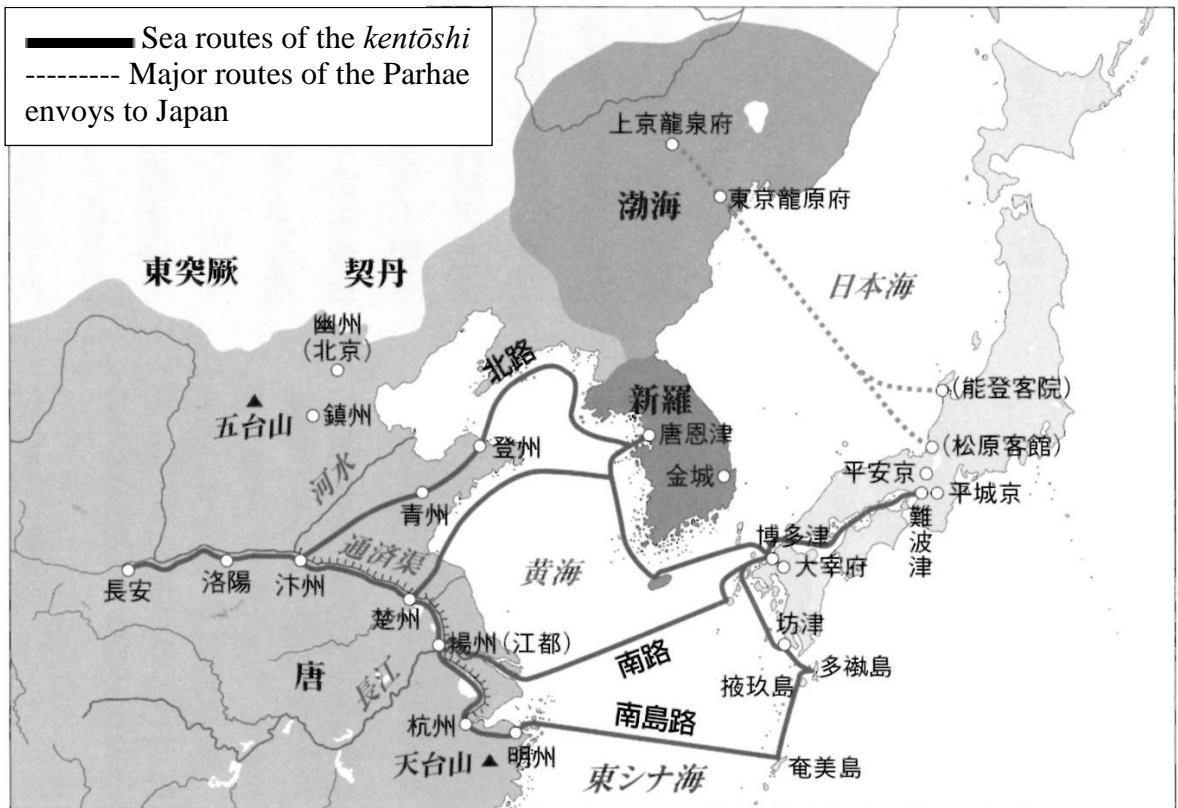 Sea routes of the kentōshi
--------- Major routes of the Parhae
envoys to Japan
上京龍泉府
東京龍原府
渤海
東突厥
契丹
日本海
幽州
(北京)
北路
新羅
(能登客院)
五台山
鎮州
登州
唐恩津
(松原客館)
河水
金城
平安京
青州
平城京
難波津
博多津
通済渠
黄海
大宰府
長安
洛陽
汴州
楚州
坊津
揚州(江都)
南路
多褹島
唐
長江
掖玖島
杭州
南島路
天台山
明州
奄美島
東シナ海